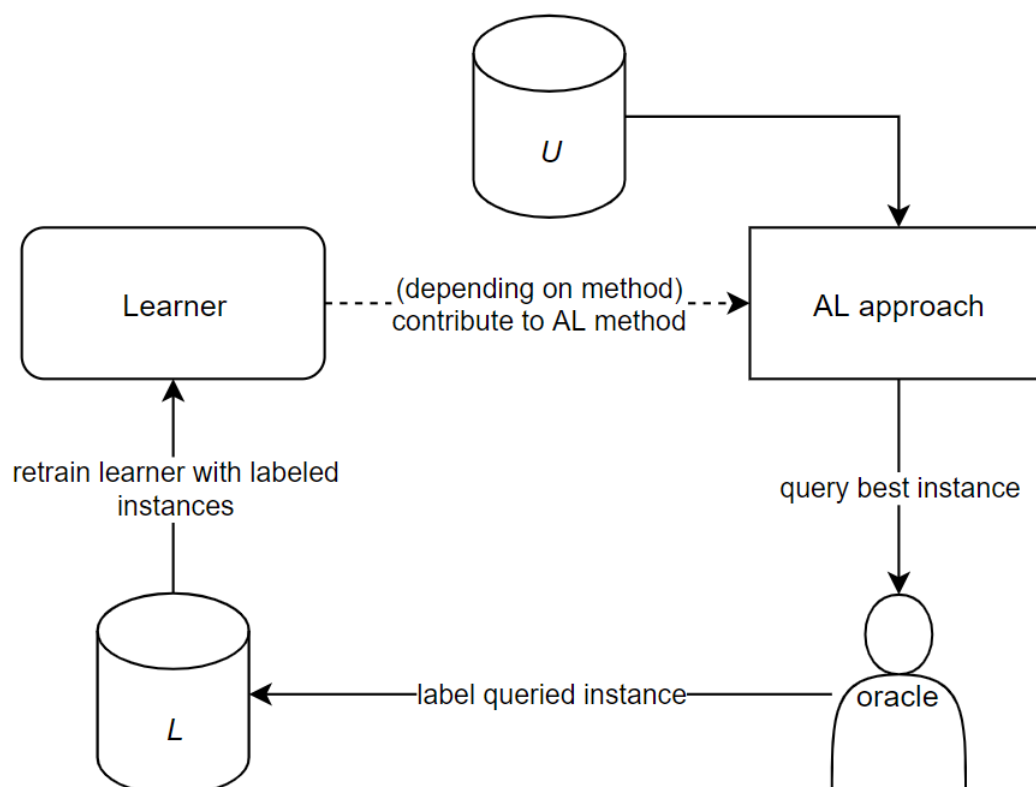 U
Learner
(depending on method)
contribute to AL method
AL approach
retrain learner with labeled
instances
query best instance
L
label queried instance
oracle